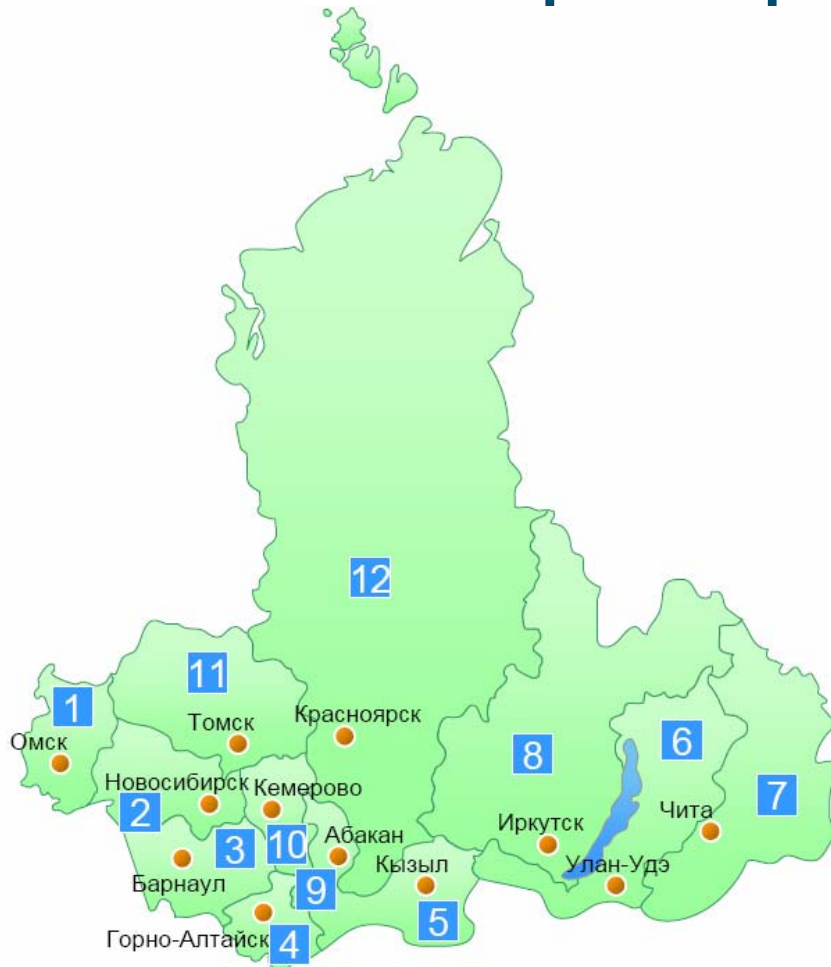 12
11
1
Томск
Красноярск
Омск
8
6
Новосибирск
Кемерово
7
2
Чита
3
10
Абакан
Иркутск
Барнаул
Кызыл
Улан-Удэ
9
5
Горно-Алтайск
4